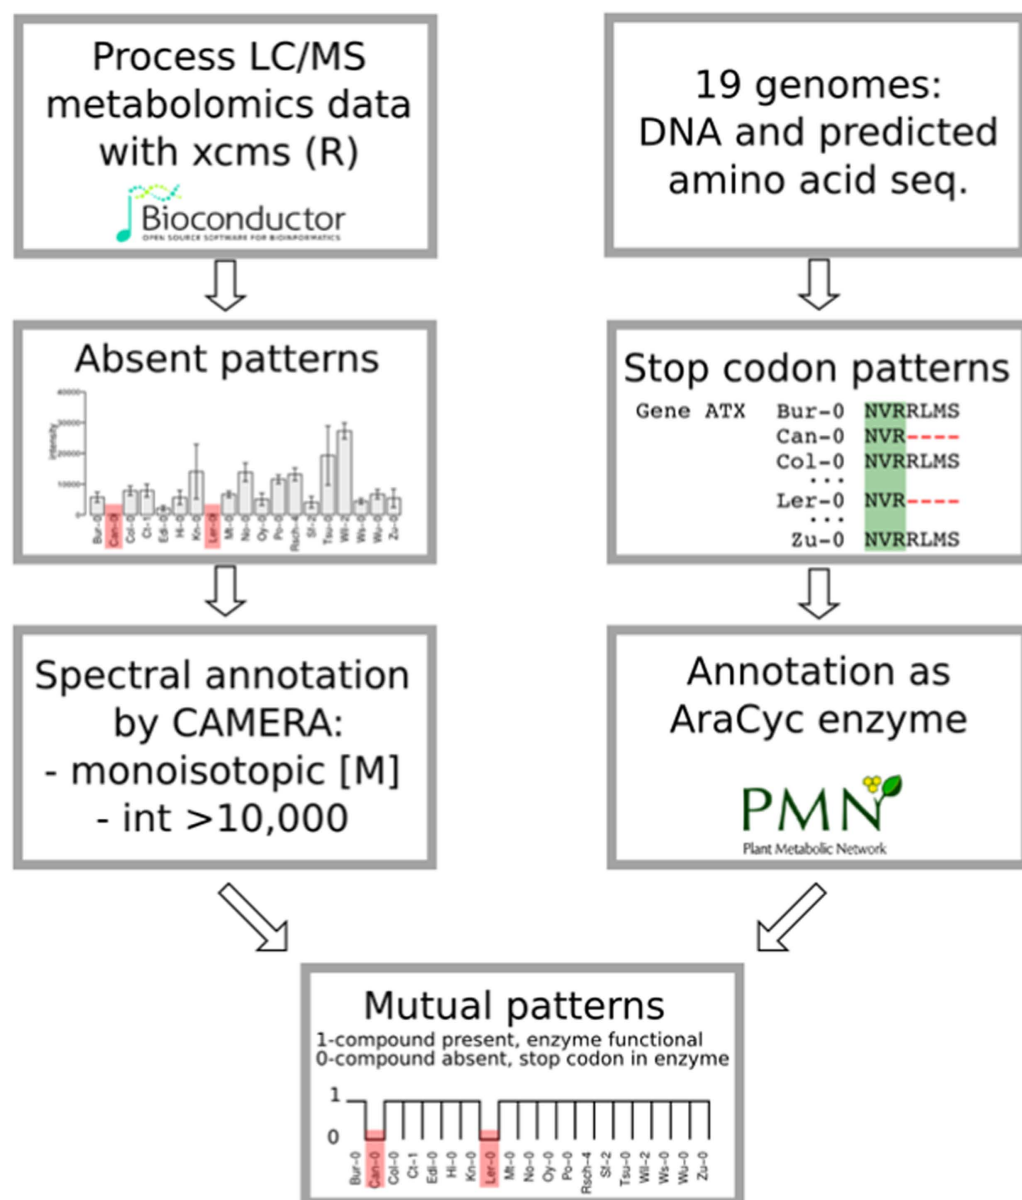 Process LC/MS
metabolomics data
with xcms (R)
Bioconductor
OPEN SOURCE SOFTWARE FOR BIOINFORMATICS
19 genomes:
DNA and predicted
amino acid seq.
Absent patterns
40000
30000
20000
10000
0
intensity
Bur-0
Can-0
Col-0
Ct-1
Edi-0
Hi-0
Kn-0
Ler-0
Mt-0
No-0
Oy-0
Po-0
Rsch-4
Sf-2
Tsu-0
Wil-2
Ws-0
Wu-0
Zu-0
Stop codon patterns
Gene ATX Bur-0 NVRRLMS
Can-0 NVR----
Col-0 NVRRLMS
...
Ler-0 NVR----
...
Zu-0 NVRRLMS
Spectral annotation
by CAMERA:
- monoisotopic [M]
- int >10,000
Annotation as
AraCyc enzyme
PMN
Plant Metabolic Network
Mutual patterns
1-compound present, enzyme functional
0-compound absent, stop codon in enzyme
1
0
Bur-0
Can-0
Col-0
Ct-1
Edi-0
Hi-0
Kn-0
Ler-0
Mt-0
No-0
Oy-0
Po-0
Rsch-4
Sf-2
Tsu-0
Wil-2
Ws-0
Wu-0
Zu-0